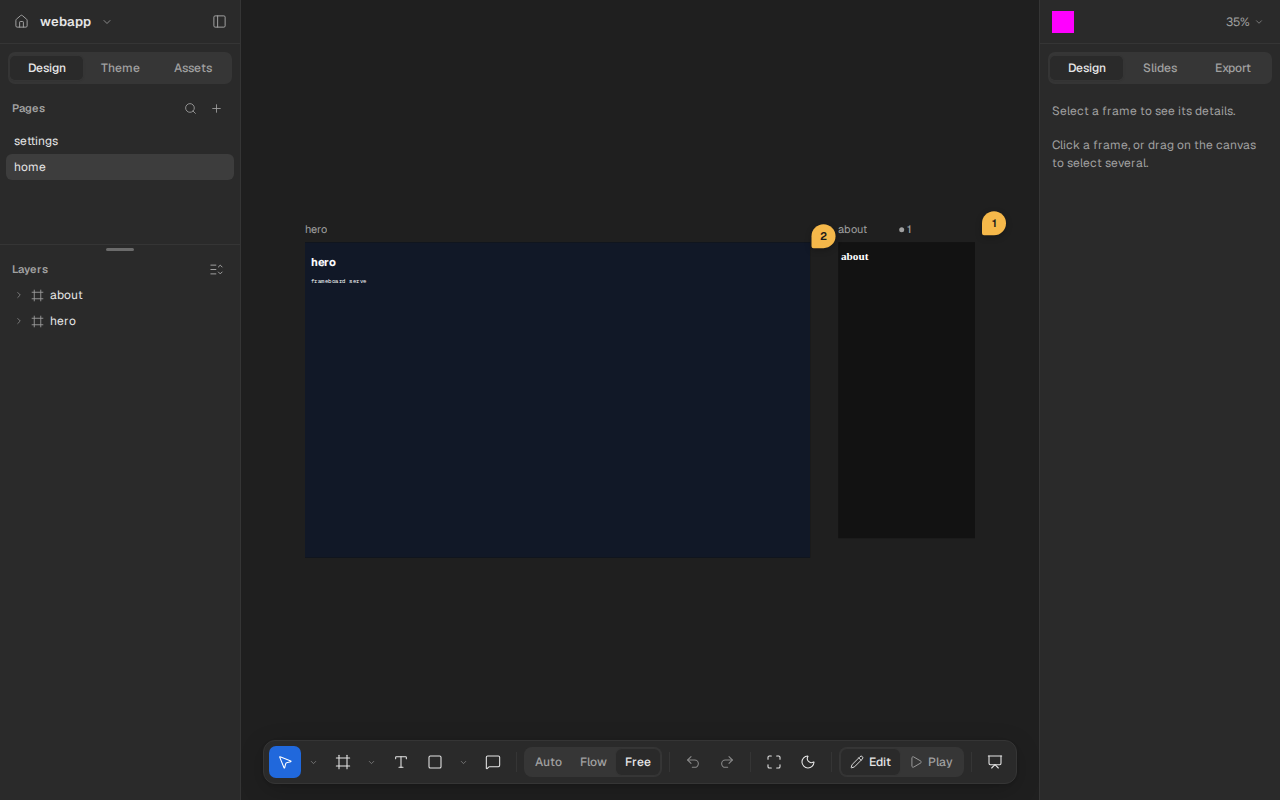 webapp
Design Theme Assets
Pages
settings
home
Layers
about
hero
hero
2
about 1
1
hero
frameboard serve
about
Auto Flow Free
Edit Play
35%
Design Slides Export
Select a frame to see its details.
Click a frame, or drag on the canvas
to select several.